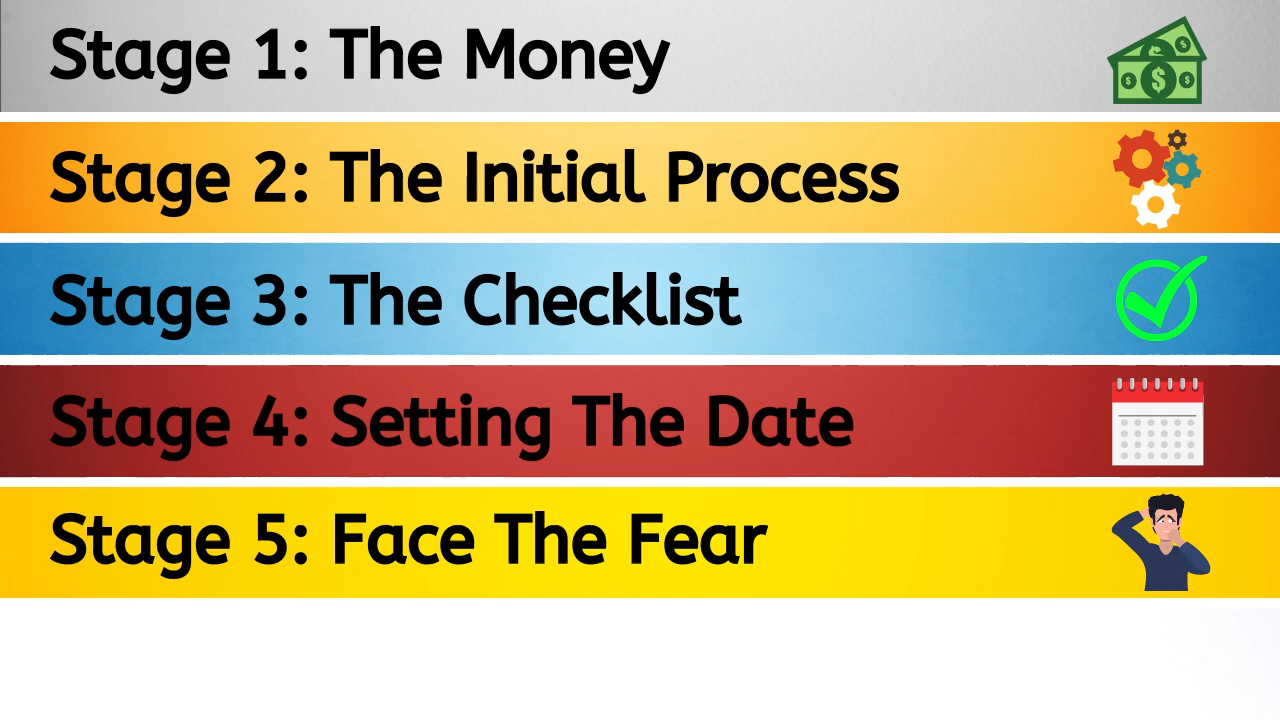 Stage 1: The Money
Stage 2: The Initial Process
Stage 3: The Checklist
Stage 4: Setting The Date
Stage 5: Face The Fear